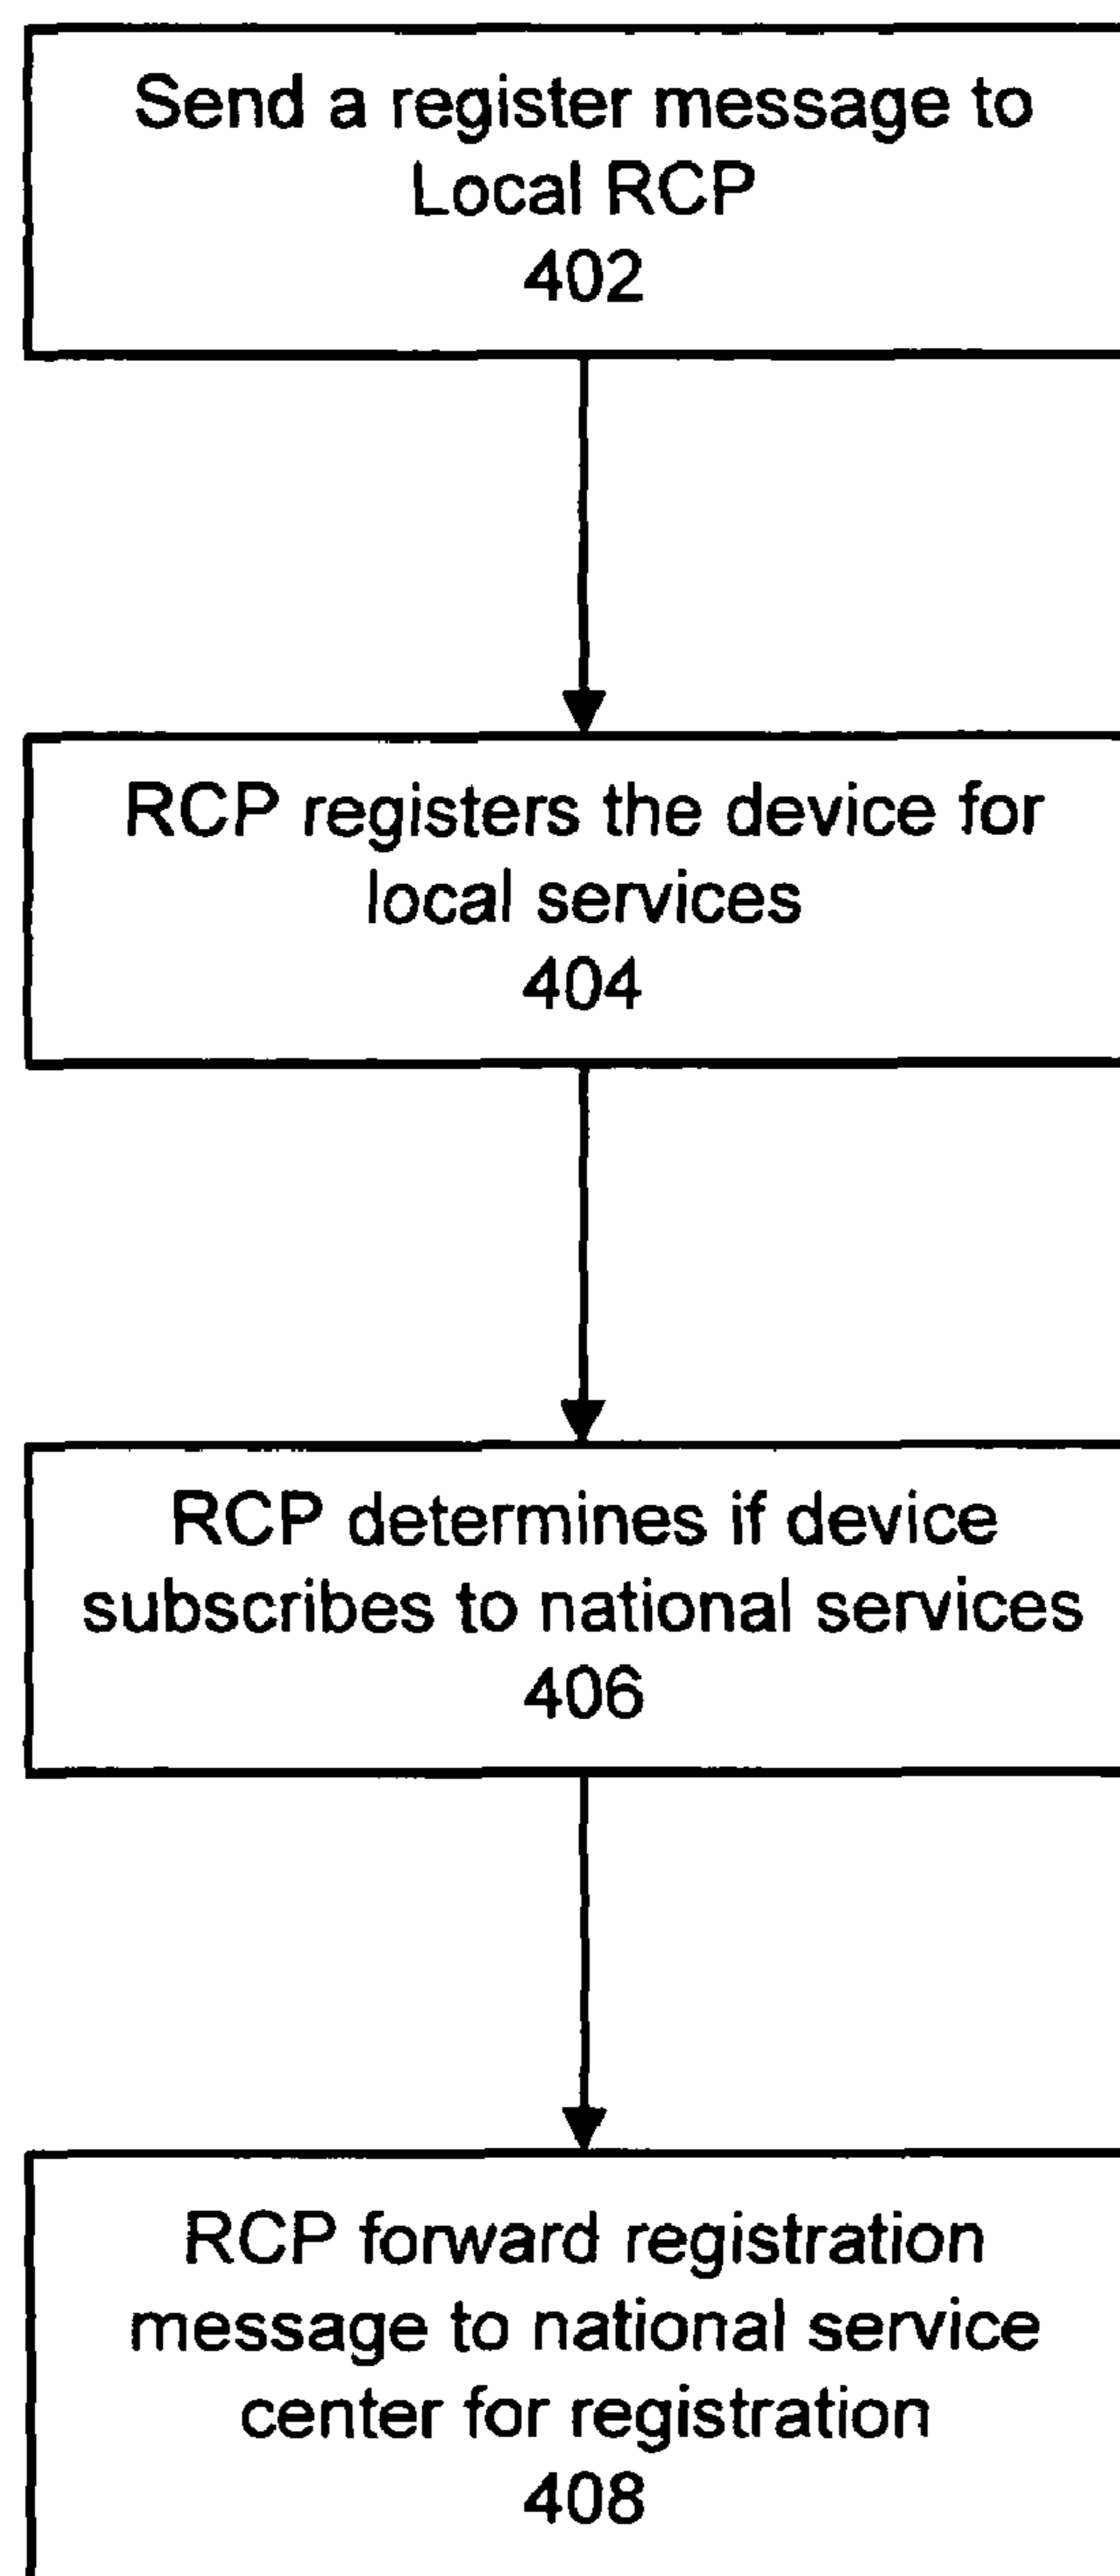 Send a register message to
Local RCP
402
RCP registers the device for
local services
404
RCP determines if device
subscribes to national services
406
RCP forward registration
message to national service
center for registration
408